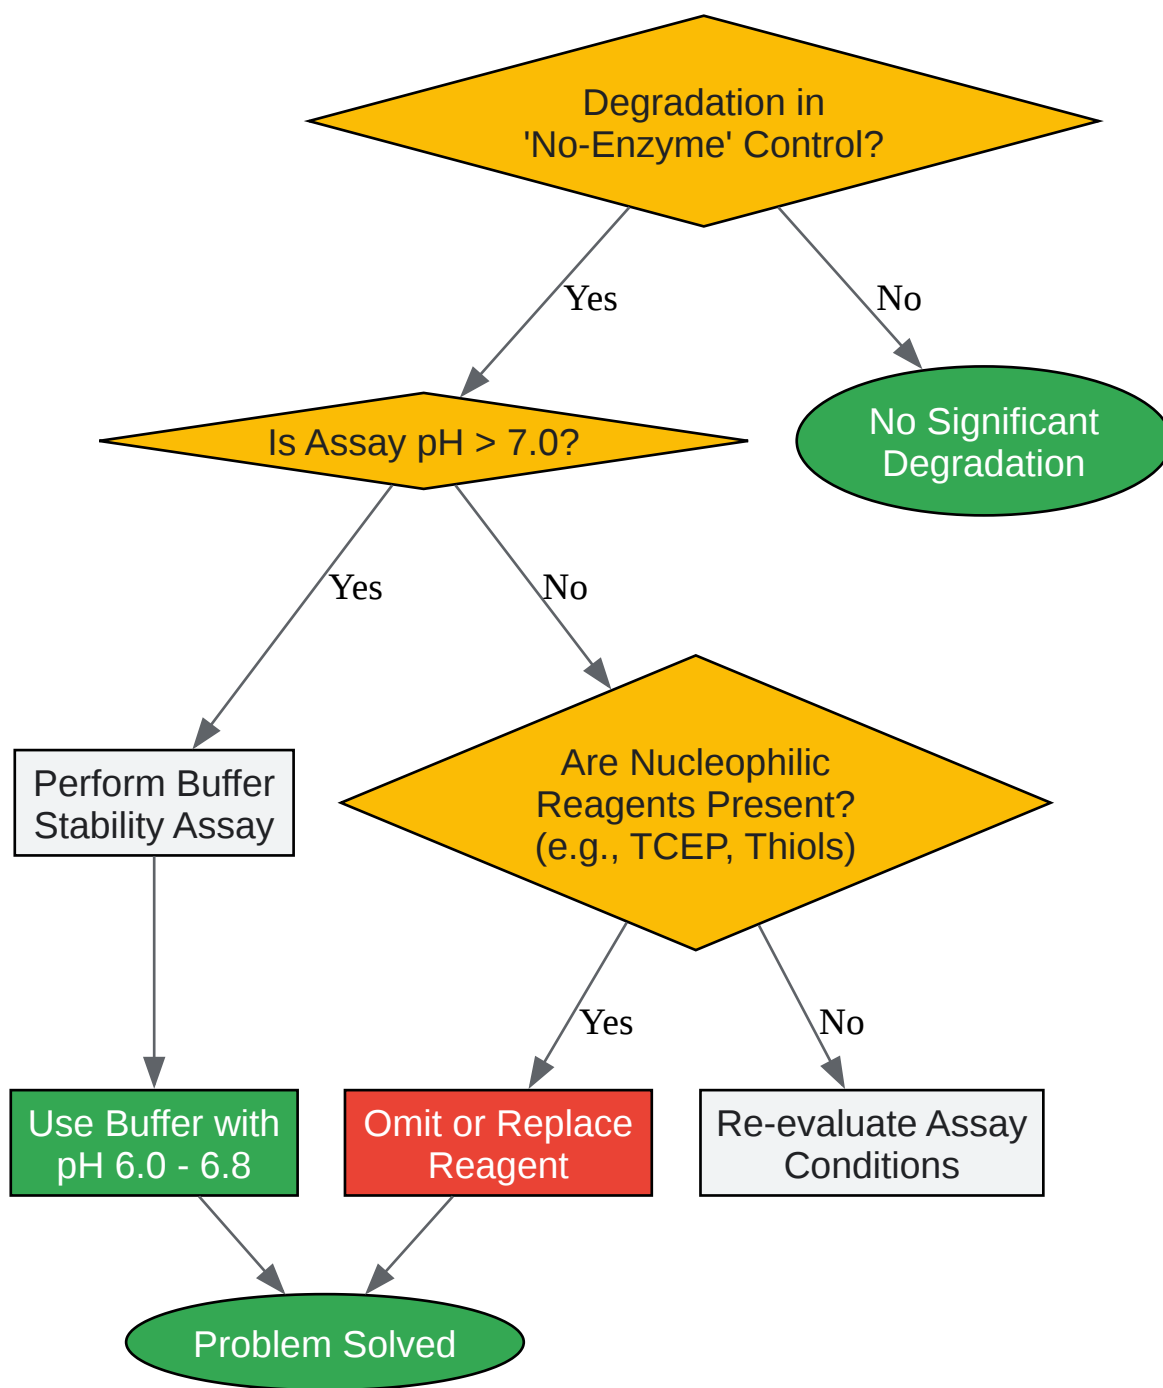 Degradation in
'No-Enzyme' Control?
Yes
No
Is Assay pH > 7.0?
No Significant
Degradation
Yes
No
Perform Buffer
Stability Assay
Are Nucleophilic
Reagents Present?
(e.g., TCEP, Thiols)
Yes
No
Use Buffer with
pH 6.0 - 6.8
Omit or Replace
Reagent
Re-evaluate Assay
Conditions
Problem Solved